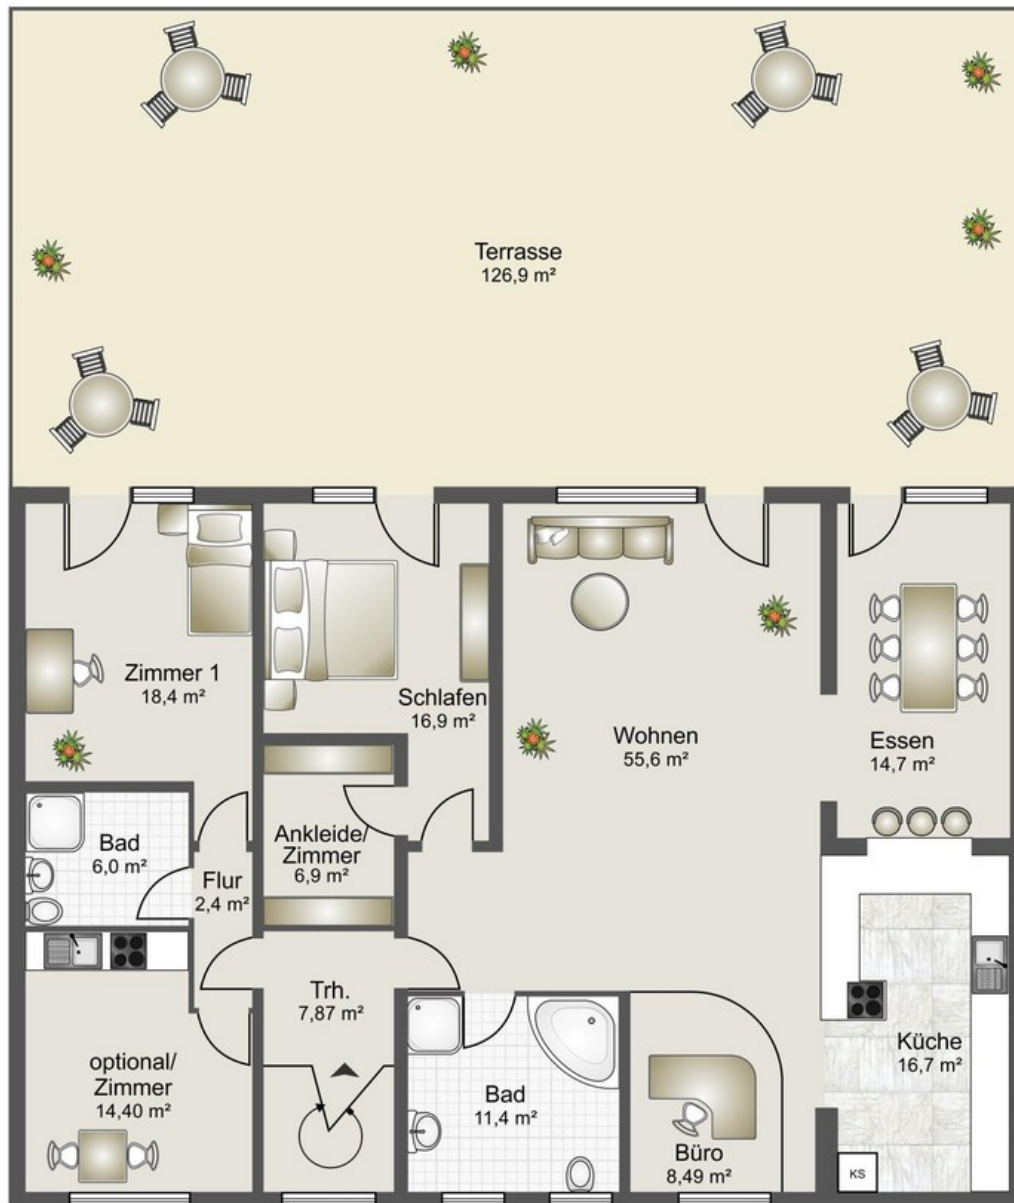 Terrasse
126,9 m²
Zimmer 1
18,4 m²
Schlafen
16,9 m²
Wohnen
55,6 m²
Essen
14,7 m²
Bad
6,0 m²
Flur
2,4 m²
Ankleide/
Zimmer
6,9 m²
Trh.
7,87 m²
optional/
Zimmer
14,40 m²
Bad
11,4 m²
Büro
8,49 m²
Küche
16,7 m²
KS